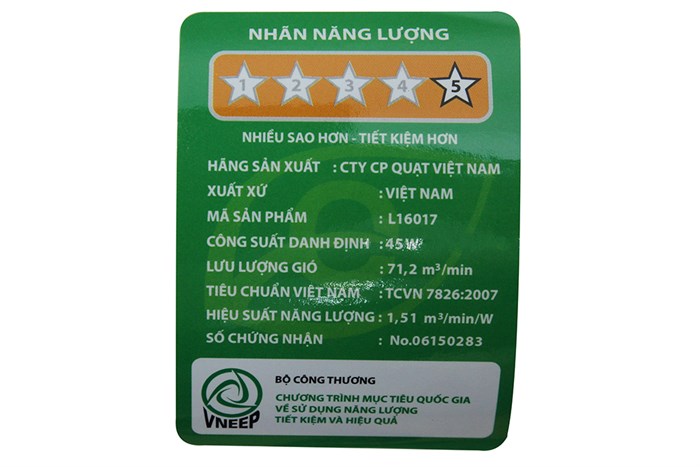 NHÃN NĂNG LƯỢNG
1 2 3 4 5
NHIỀU SAO HƠN - TIẾT KIỆM HƠN
HÃNG SẢN XUẤT : CTY CP QUẠT VIỆT NAM
XUẤT XỨ : VIỆT NAM
MÃ SẢN PHẨM : L16017
CÔNG SUẤT DANH ĐỊNH : 45W
LƯU LƯỢNG GIÓ : 71,2 m³/min
TIÊU CHUẨN VIỆT NAM : TCVN 7826:2007
HIỆU SUẤT NĂNG LƯỢNG : 1,51 m³/min/W
SỐ CHỨNG NHẬN : No.06150283
BỘ CÔNG THƯƠNG
CHƯƠNG TRÌNH MỤC TIÊU QUỐC GIA
VỀ SỬ DỤNG NĂNG LƯỢNG
TIẾT KIỆM VÀ HIỆU QUẢ
VNEEP